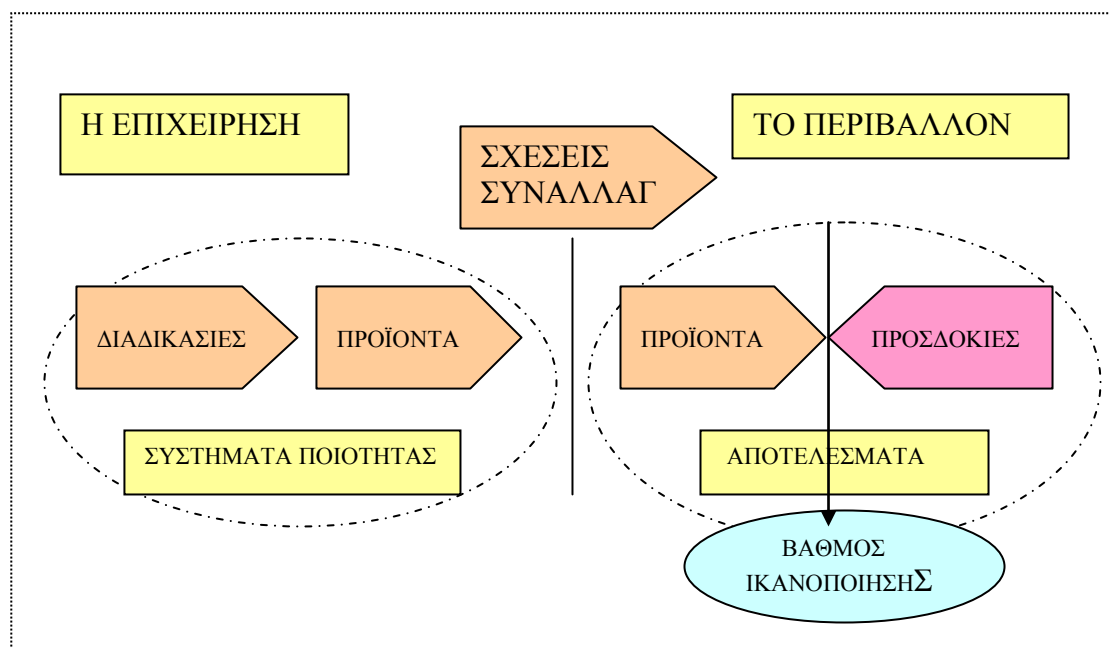 Η ΕΠΙΧΕΙΡΗΣΗ
ΣΧΕΣΕΙΣ
ΣΥΝΑΛΛΑΓ
ΤΟ ΠΕΡΙΒΑΛΛΟΝ
ΔΙΑΔΙΚΑΣΙΕΣ
ΠΡΟΪΟΝΤΑ
ΠΡΟΪΟΝΤΑ
ΠΡΟΣΔΟΚΙΕΣ
ΣΥΣΤΗΜΑΤΑ ΠΟΙΟΤΗΤΑΣ
ΑΠΟΤΕΛΕΣΜΑΤΑ
ΒΑΘΜΟΣ
ΙΚΑΝΟΠΟΙΗΣΗΣ